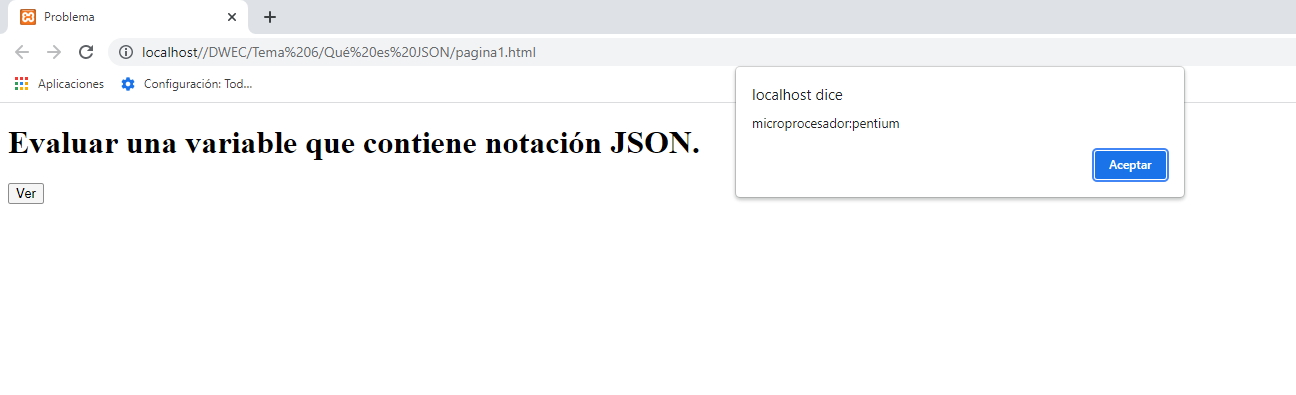 Problema
localhost//DWEC/Tema%206/Qué%20es%20JSON/pagina1.html
Aplicaciones Configuración: Tod...
localhost dice
microprocesador:pentium
Aceptar
Evaluar una variable que contiene notación JSON.
Ver